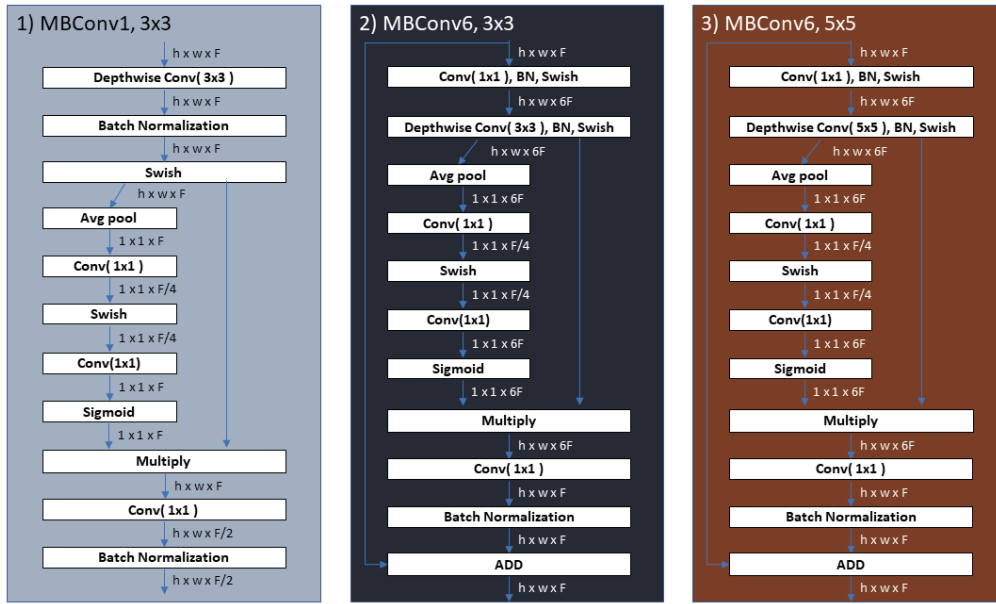 1) MBConv1, 3x3
h x w x F
Depthwise Conv( 3x3 )
h x w x F
Batch Normalization
h x w x F
Swish
h x w x F
Avg pool
1 x 1 x F
Conv( 1x1 )
1 x 1 x F/4
Swish
1 x 1 x F/4
Conv(1x1)
1 x 1 x F
Sigmoid
1 x 1 x F
Multiply
h x w x F
Conv( 1x1 )
h x w x F/2
Batch Normalization
h x w x F/2
2) MBConv6, 3x3
h x w x F
Conv( 1x1 ), BN, Swish
h x w x 6F
Depthwise Conv( 3x3 ), BN, Swish
h x w x 6F
Avg pool
1 x 1 x 6F
Conv( 1x1 )
1 x 1 x F/4
Swish
1 x 1 x F/4
Conv(1x1)
1 x 1 x 6F
Sigmoid
1 x 1 x 6F
Multiply
h x w x 6F
Conv( 1x1 )
h x w x F
Batch Normalization
h x w x F
ADD
h x w x F
3) MBConv6, 5x5
h x w x F
Conv( 1x1 ), BN, Swish
h x w x 6F
Depthwise Conv( 5x5 ), BN, Swish
h x w x 6F
Avg pool
1 x 1 x 6F
Conv( 1x1 )
1 x 1 x F/4
Swish
1 x 1 x F/4
Conv(1x1)
1 x 1 x 6F
Sigmoid
1 x 1 x 6F
Multiply
h x w x 6F
Conv( 1x1 )
h x w x F
Batch Normalization
h x w x F
ADD
h x w x F